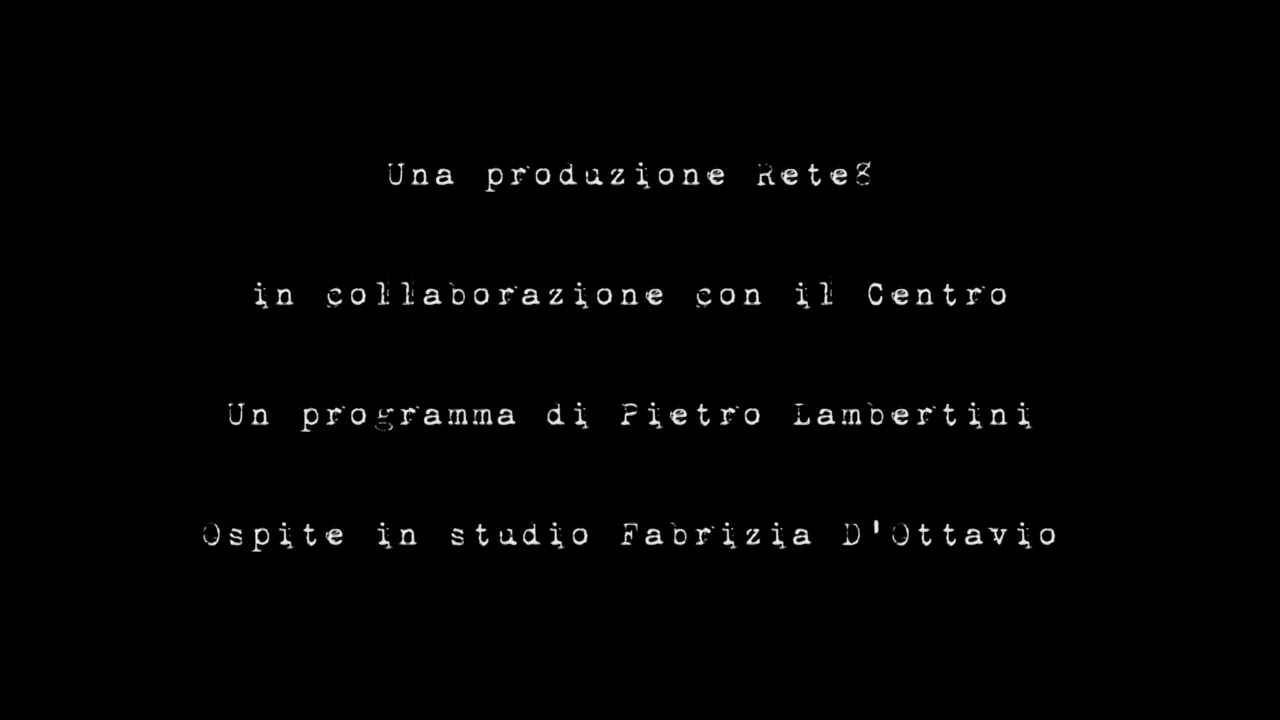 Una produzione Rete8
in collaborazione con il Centro
Un programma di Pietro Lambertini
Ospite in studio Fabrizia D'Ottavio